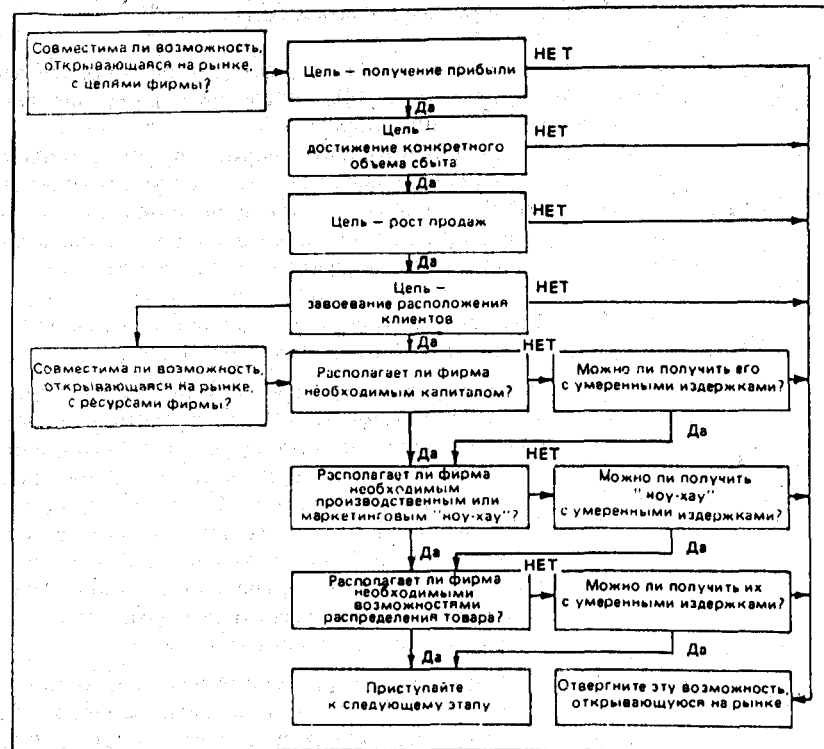 Совместима ли возможность,
открывающаяся на рынке,
с целями фирмы?
Цель – получение прибыли
НЕТ
Да
Цель –
достижение конкретного
объема сбыта
НЕТ
Да
Цель – рост продаж
НЕТ
Да
Цель –
завоевание расположения
клиентов
НЕТ
Да
Совместима ли возможность,
открывающаяся на рынке,
с ресурсами фирмы?
Располагает ли фирма
необходимым капиталом?
НЕТ
Можно ли получить его
с умеренными издержками?
Да
Да
Располагает ли фирма
необходимым
производственным или
маркетинговым "ноу-хау"?
НЕТ
Можно ли получить
"ноу-хау"
с умеренными издержками?
Да
Да
Располагает ли фирма
необходимыми
возможностями
распределения товара?
НЕТ
Можно ли получить их
с умеренными издержками?
Да
Да
Приступайте
к следующему этапу
Отвергните эту возможность,
открывающуюся на рынке